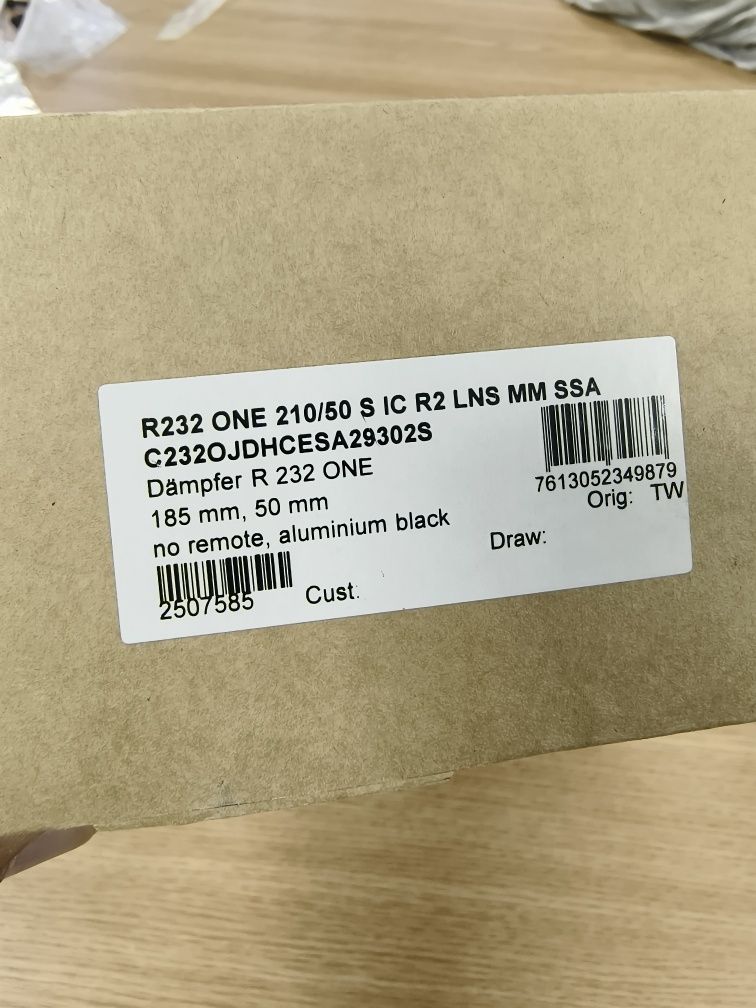 R232 ONE 210/50 S IC R2 LNS MM SSA
C232OJDHCESA29302S
Dämpfer R 232 ONE
185 mm, 50 mm
no remote, aluminium black
7613052349879
Orig: TW
Draw:
2507585
Cust: